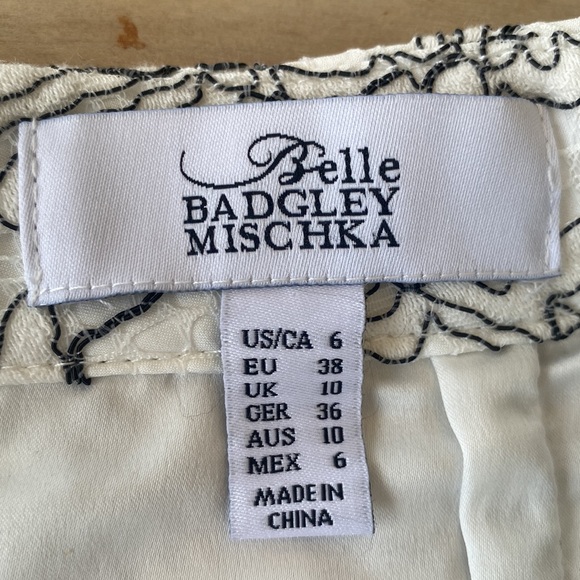 Belle
BADGLEY
MISCHKA
US/CA 6
EU 38
UK 10
GER 36
AUS 10
MEX 6
MADE IN
CHINA